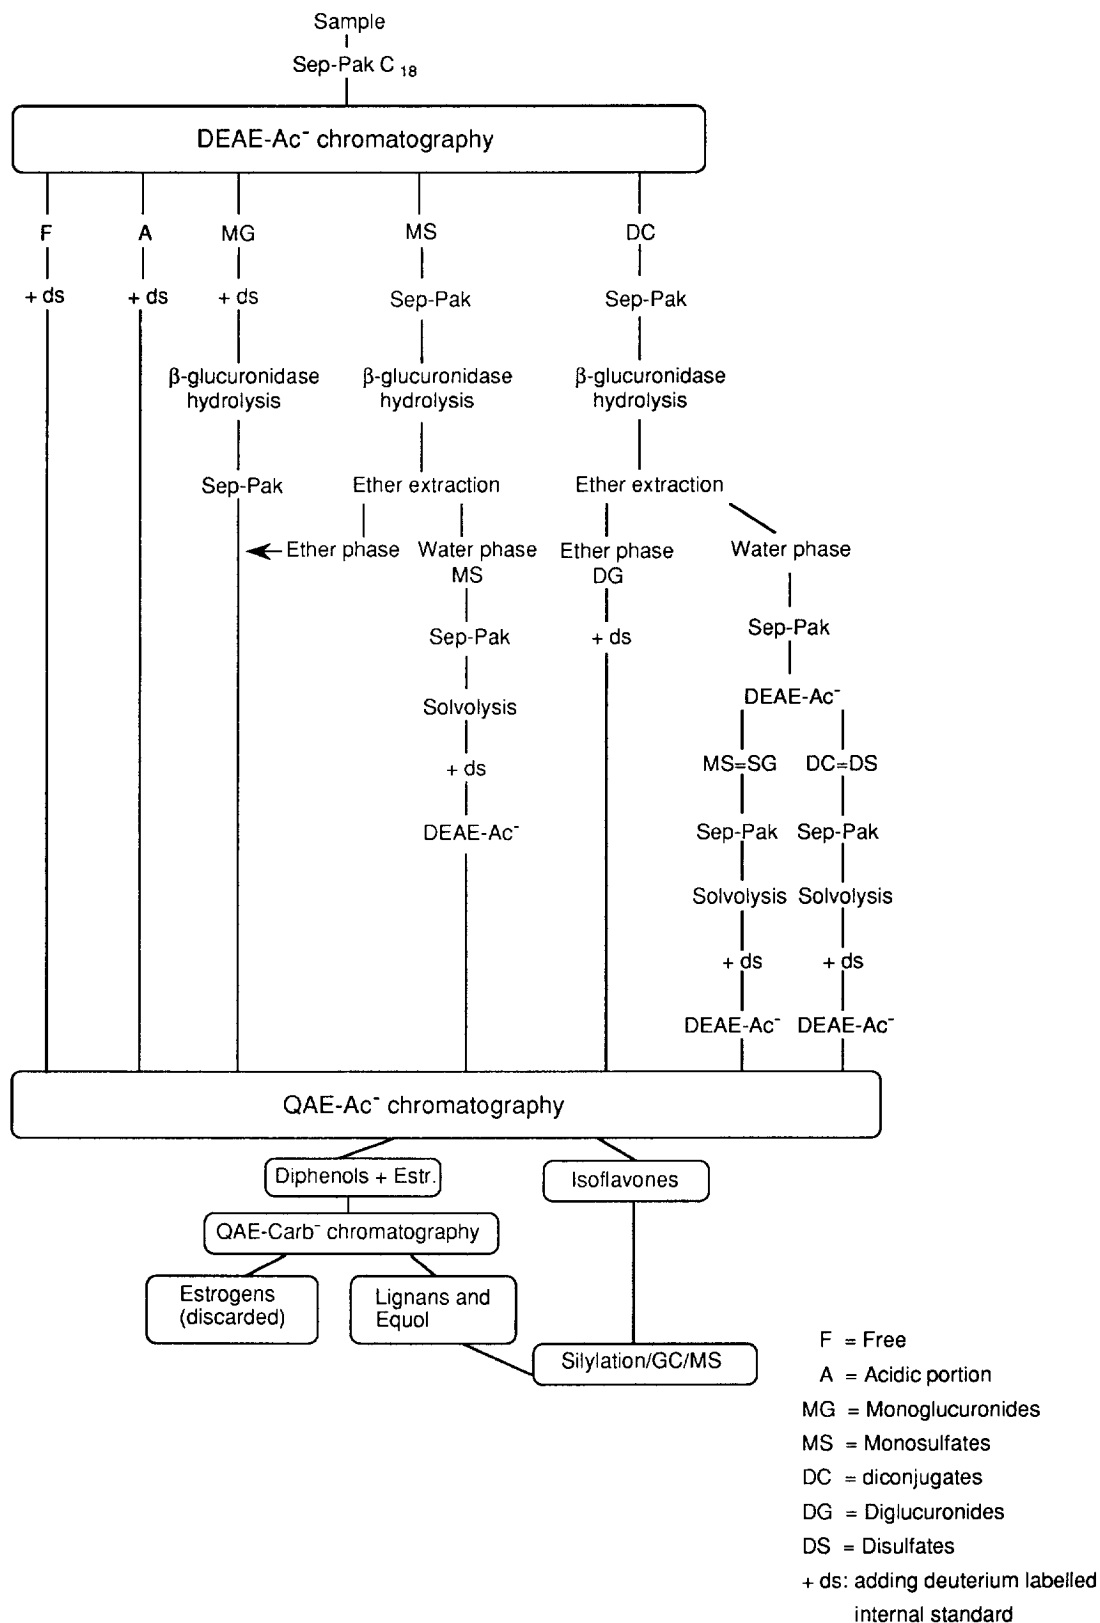 Sample
Sep-Pak C 18
DEAE-Ac⁻ chromatography
F A MG MS DC
+ ds + ds + ds Sep-Pak Sep-Pak
β-glucuronidase β-glucuronidase β-glucuronidase
hydrolysis hydrolysis hydrolysis
Sep-Pak Ether extraction Ether extraction
Ether phase Water phase Ether phase Water phase
MS DG
Sep-Pak + ds Sep-Pak
Solvolysis DEAE-Ac⁻
+ ds MS=SG DC=DS
DEAE-Ac⁻ Sep-Pak Sep-Pak
Solvolysis Solvolysis
+ ds + ds
DEAE-Ac⁻ DEAE-Ac⁻
QAE-Ac⁻ chromatography
Diphenols + Estr. Isoflavones
QAE-Carb⁻ chromatography
Estrogens Lignans and
(discarded) Equol
Silylation/GC/MS
F = Free
A = Acidic portion
MG = Monoglucuronides
MS = Monosulfates
DC = diconjugates
DG = Diglucuronides
DS = Disulfates
+ ds: adding deuterium labelled
internal standard